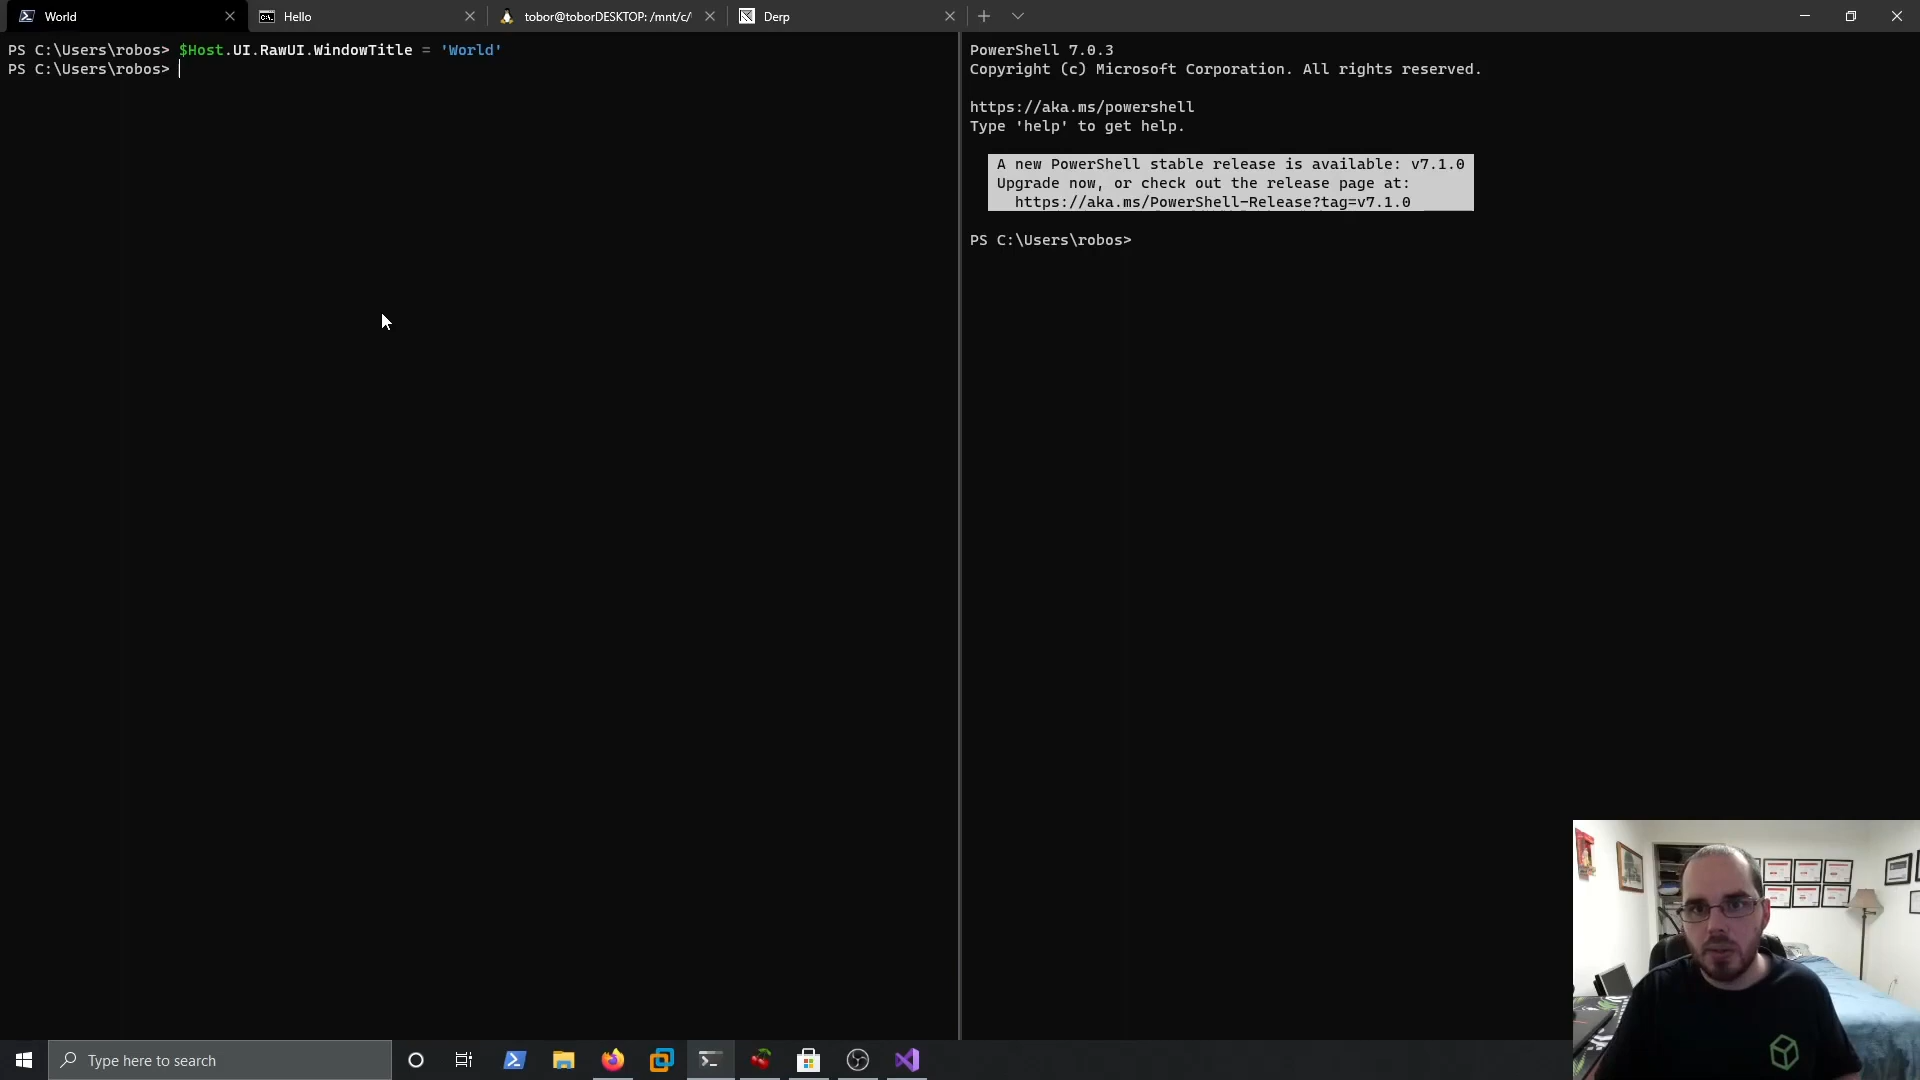 World
Hello
tobor@toborDESKTOP: /mnt/c/
Derp
PS C:\Users\robos> $Host.UI.RawUI.WindowTitle = 'World'
PS C:\Users\robos>
PowerShell 7.0.3
Copyright (c) Microsoft Corporation. All rights reserved.
https://aka.ms/powershell
Type 'help' to get help.
A new PowerShell stable release is available: v7.1.0
Upgrade now, or check out the release page at:
https://aka.ms/PowerShell-Release?tag=v7.1.0
PS C:\Users\robos>
Type here to search